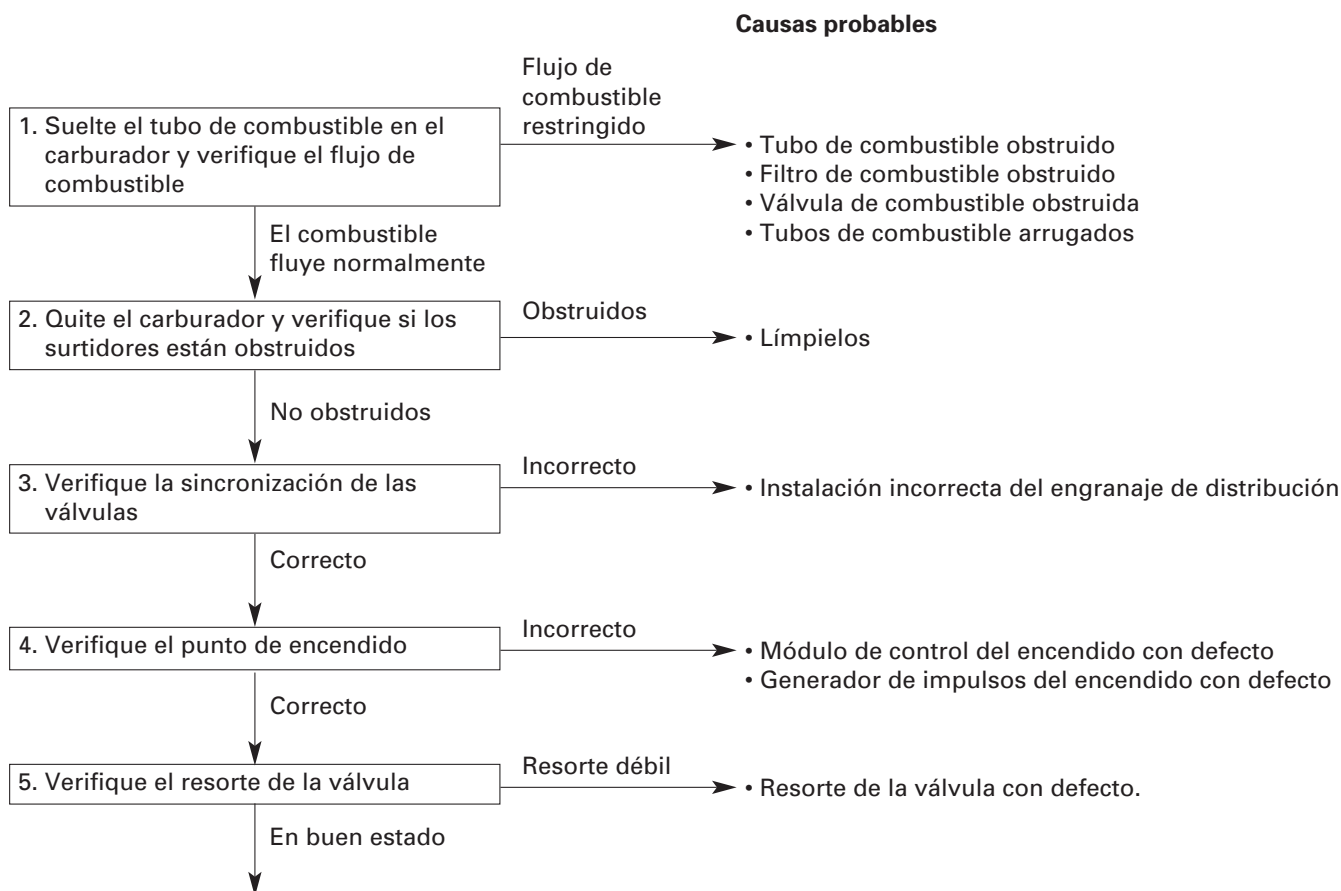 Causas probables
Flujo de
combustible
restringido
1. Suelte el tubo de combustible en el
carburador y verifique el flujo de
combustible
• Tubo de combustible obstruido
• Filtro de combustible obstruido
• Válvula de combustible obstruida
• Tubos de combustible arrugados
El combustible
fluye normalmente
2. Quite el carburador y verifique si los
surtidores están obstruidos
Obstruidos
• Límpielos
No obstruidos
3. Verifique la sincronización de las
válvulas
Incorrecto
• Instalación incorrecta del engranaje de distribución
Correcto
4. Verifique el punto de encendido
Incorrecto
• Módulo de control del encendido con defecto
• Generador de impulsos del encendido con defecto
Correcto
5. Verifique el resorte de la válvula
Resorte débil
• Resorte de la válvula con defecto.
En buen estado